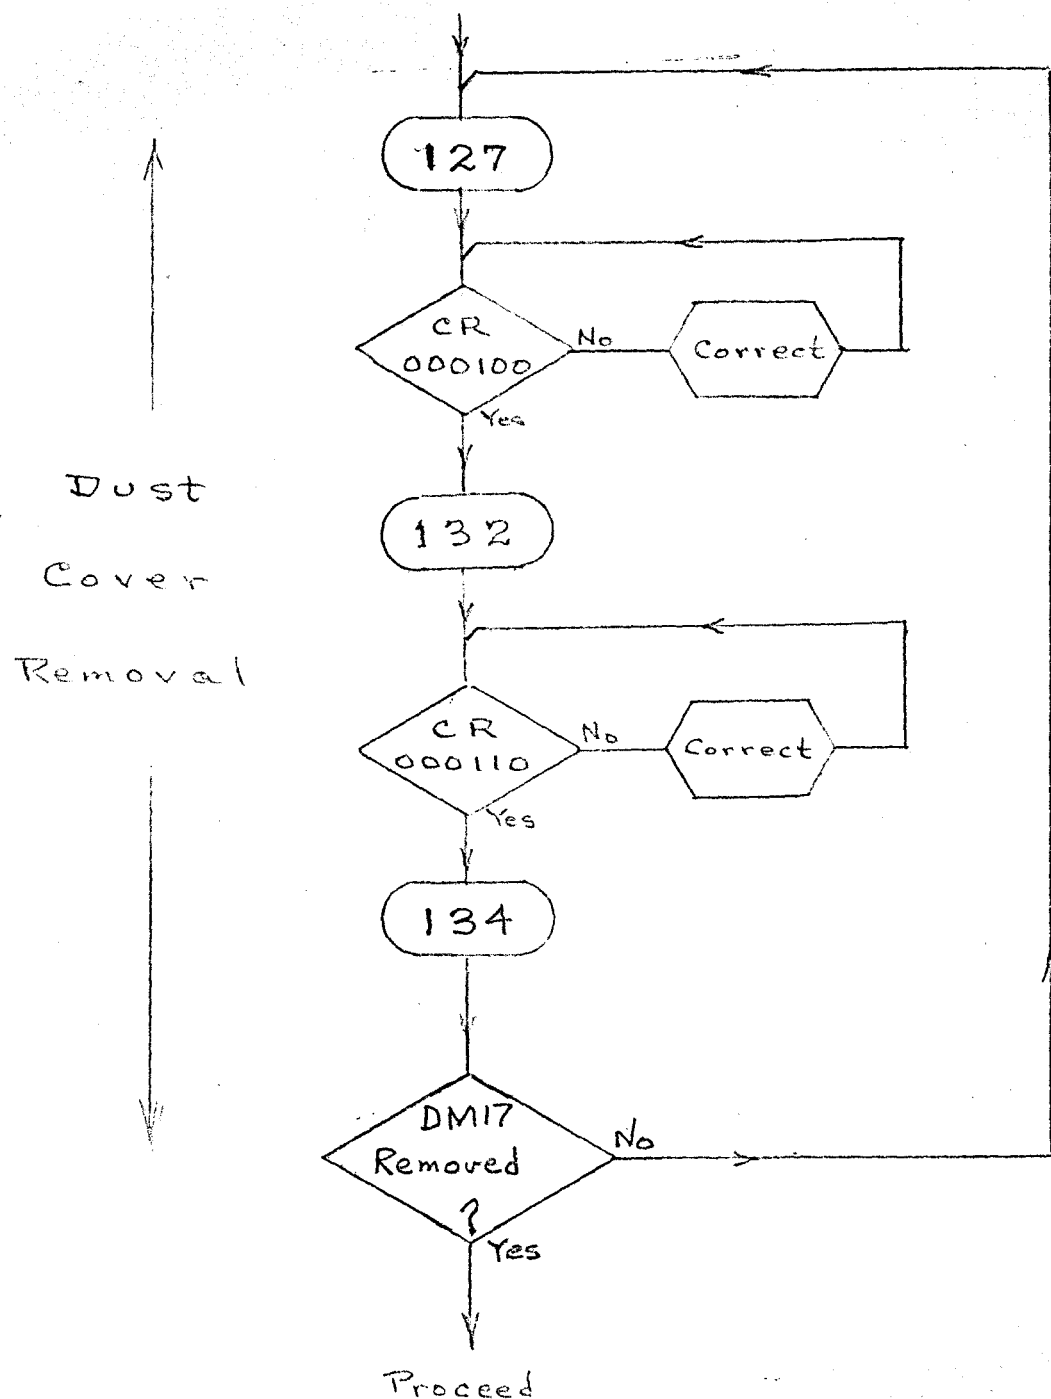 127
CR
000100
No
Correct
Yes
Dust
Cover
Removal
132
CR
000110
No
Correct
Yes
134
DM17
Removed
?
No
Yes
Proceed